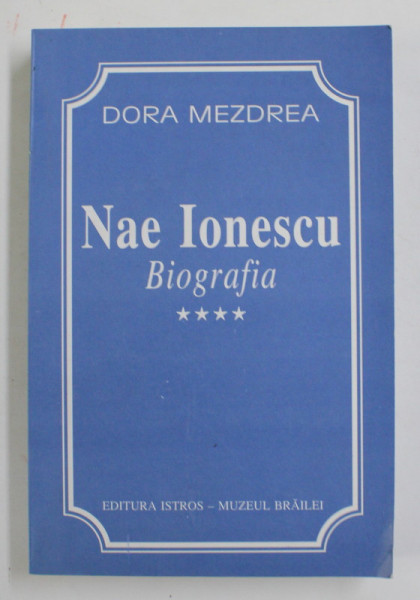 DORA MEZDREA
Nae Ionescu
Biografia
★★★★
EDITURA ISTROS – MUZEUL BRĂILEI